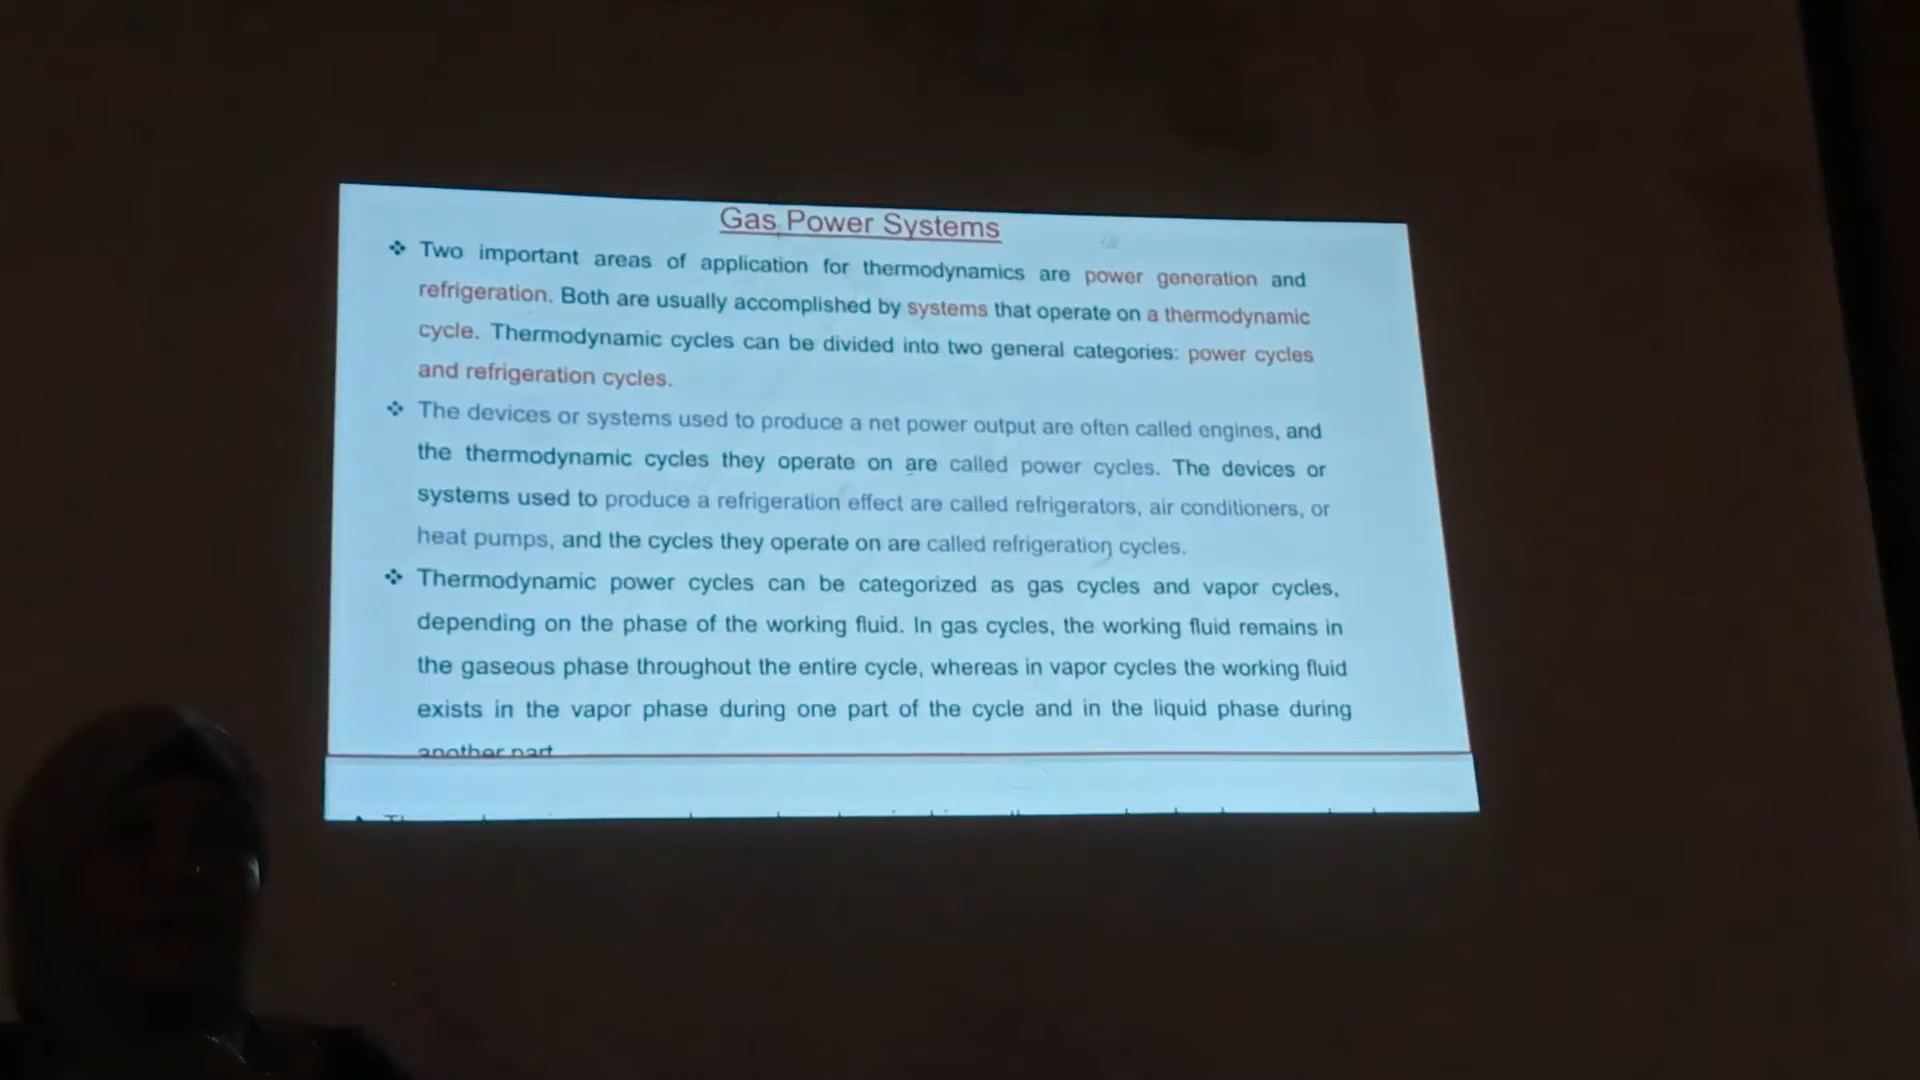 Gas Power Systems
❖ Two important areas of application for thermodynamics are power generation and
refrigeration. Both are usually accomplished by systems that operate on a thermodynamic
cycle. Thermodynamic cycles can be divided into two general categories: power cycles
and refrigeration cycles.
❖ The devices or systems used to produce a net power output are often called engines, and
the thermodynamic cycles they operate on are called power cycles. The devices or
systems used to produce a refrigeration effect are called refrigerators, air conditioners, or
heat pumps, and the cycles they operate on are called refrigeration cycles.
❖ Thermodynamic power cycles can be categorized as gas cycles and vapor cycles,
depending on the phase of the working fluid. In gas cycles, the working fluid remains in
the gaseous phase throughout the entire cycle, whereas in vapor cycles the working fluid
exists in the vapor phase during one part of the cycle and in the liquid phase during
another part